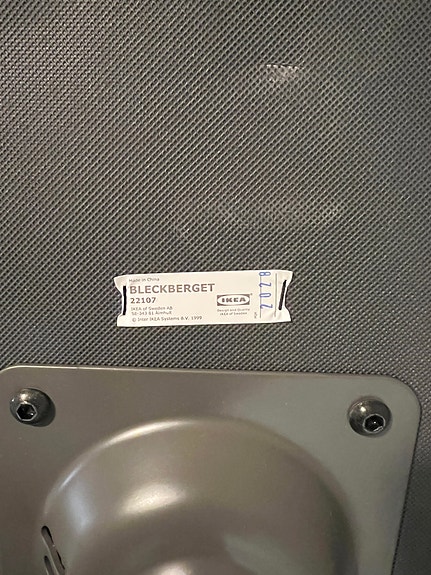 Made in China
BLECKBERGET
22107
IKEA of Sweden AB
SE-343 81 Älmhult
© Inter IKEA Systems B.V. 1999
IKEA
Design and Quality
IKEA of Sweden
2028